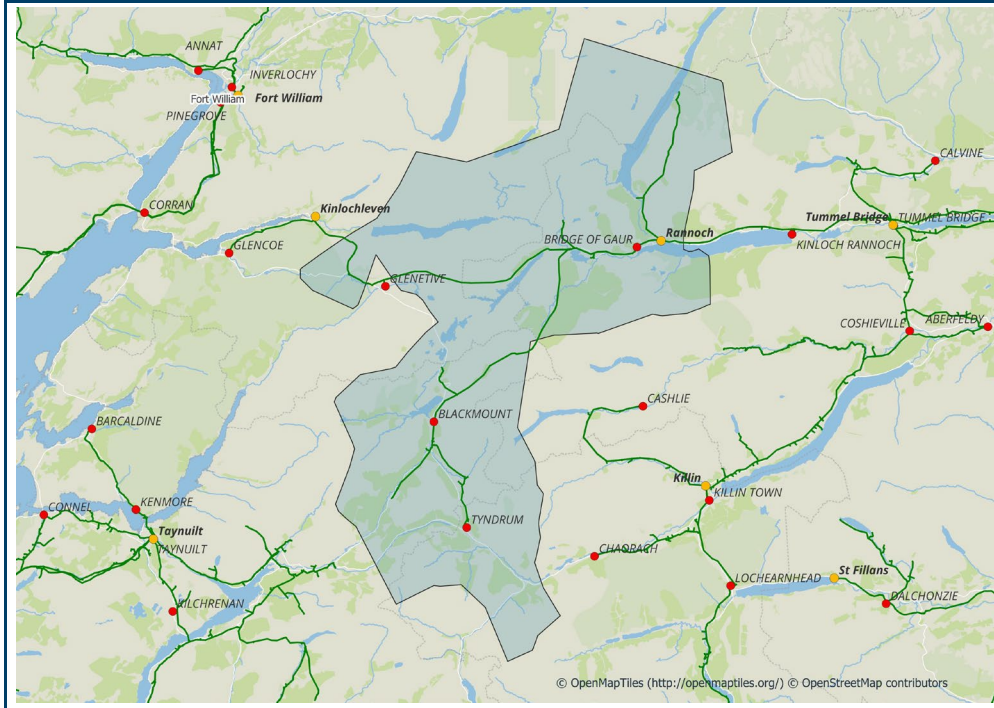 ANNAT
INVERLOCHY
Fort William
Fort William
PINEGROVE
CALVINE
CORRAN
Kinlochleven
Tummel Bridge
TUMMEL BRIDGE
Rannoch
BRIDGE OF GAUR
KINLOCH RANNOCH
GLENCOE
GLENETIVE
COSHIEVILLE
ABERFELDY
CASHLIE
BLACKMOUNT
BARCALDINE
Killin
KILLIN TOWN
KENMORE
CONNEL
Taynuilt
TAYNUILT
TYNDRUM
CHAORACH
St Fillans
LOCHEARNHEAD
DALCHONZIE
KILCHRENAN
© OpenMapTiles (http://openmaptiles.org/) © OpenStreetMap contributors